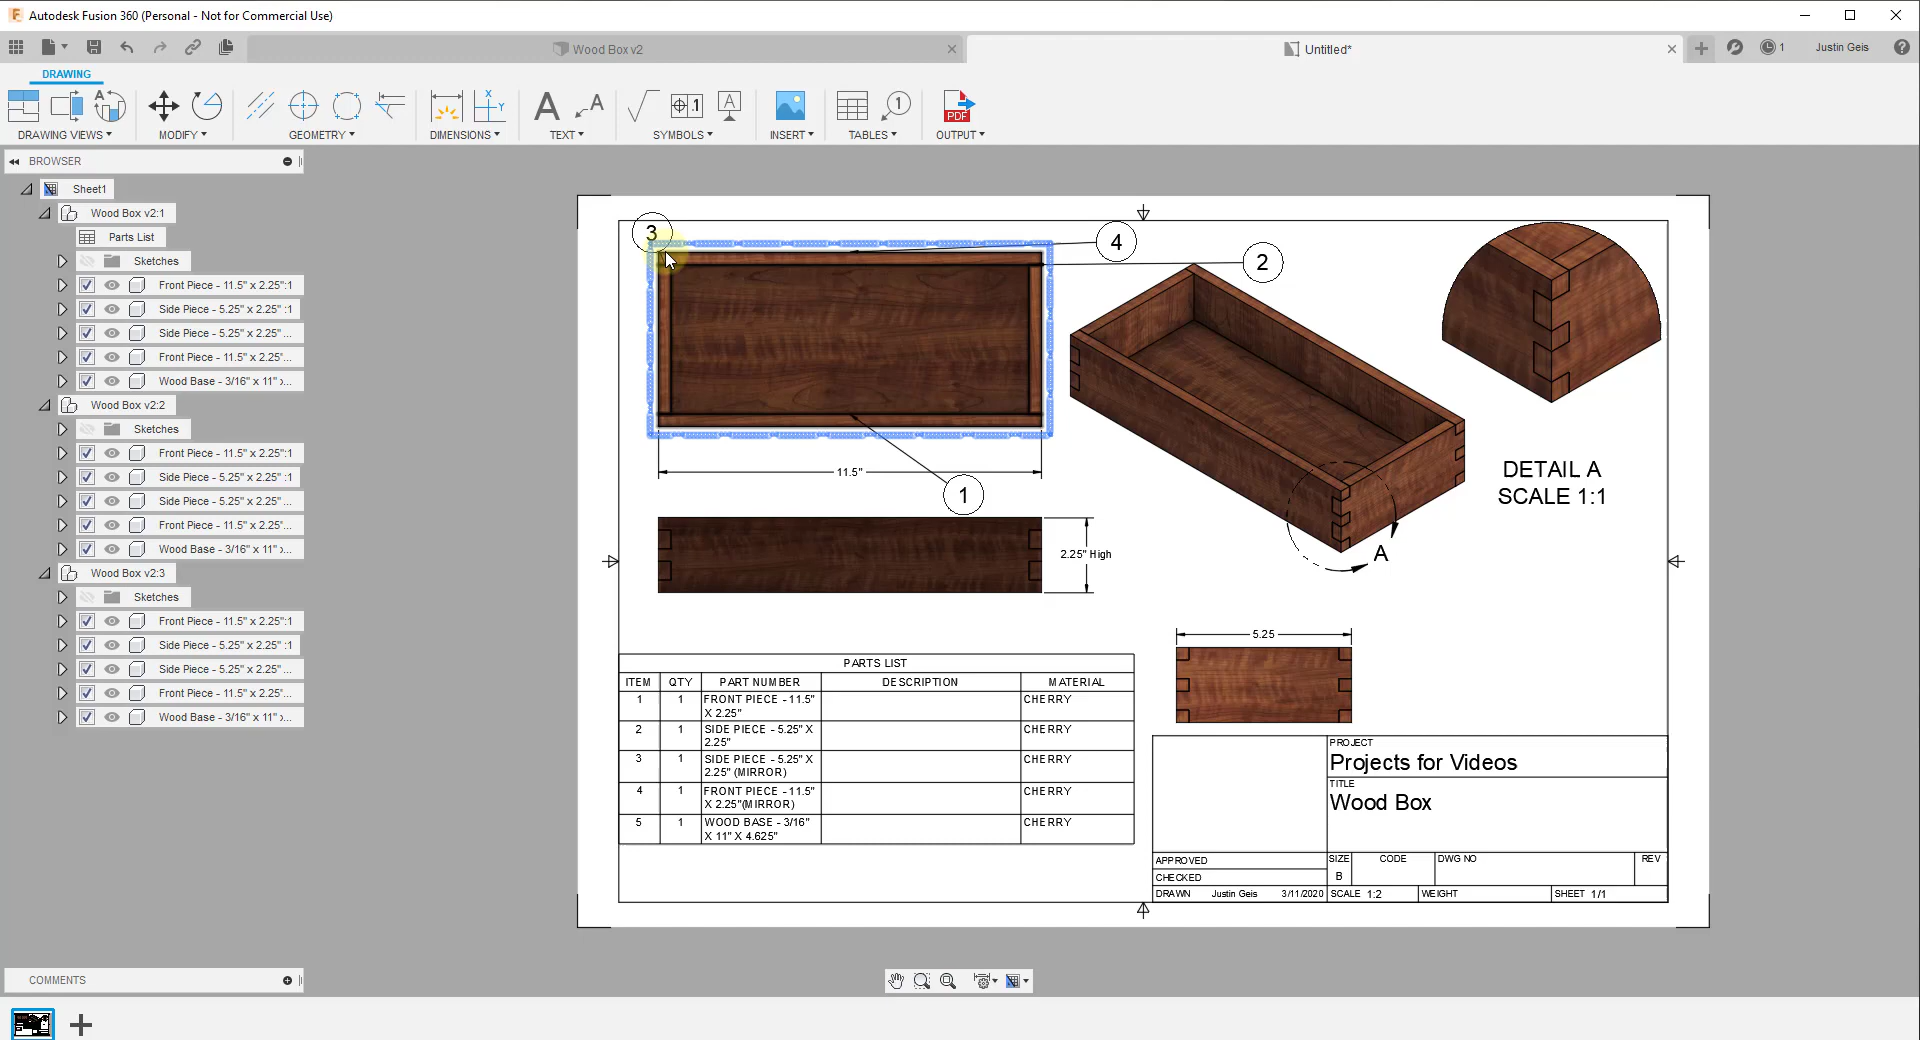 Autodesk Fusion 360 (Personal - Not for Commercial Use)
Wood Box v2
Untitled*
1
Justin Geis
DRAWING
DRAWING VIEWS
MODIFY
GEOMETRY
DIMENSIONS
TEXT
SYMBOLS
INSERT
TABLES
OUTPUT
BROWSER
Sheet1
Wood Box v2:1
Parts List
Sketches
Front Piece - 11.5" x 2.25":1
Side Piece - 5.25" x 2.25" :1
Side Piece - 5.25" x 2.25" ...
Front Piece - 11.5" x 2.25"...
Wood Base - 3/16" x 11" x...
Wood Box v2:2
Sketches
Front Piece - 11.5" x 2.25":1
Side Piece - 5.25" x 2.25" :1
Side Piece - 5.25" x 2.25" ...
Front Piece - 11.5" x 2.25"...
Wood Base - 3/16" x 11" x...
Wood Box v2:3
Sketches
Front Piece - 11.5" x 2.25":1
Side Piece - 5.25" x 2.25" :1
Side Piece - 5.25" x 2.25" ...
Front Piece - 11.5" x 2.25"...
Wood Base - 3/16" x 11" x...
COMMENTS
3
4
2
11.5"
1
2.25" High
DETAIL A
SCALE 1:1
A
5.25
PARTS LIST
ITEM QTY PART NUMBER DESCRIPTION MATERIAL
1 1 FRONT PIECE - 11.5" CHERRY
X 2.25"
2 1 SIDE PIECE - 5.25" X CHERRY
2.25"
3 1 SIDE PIECE - 5.25" X CHERRY
2.25" (MIRROR)
4 1 FRONT PIECE - 11.5" CHERRY
X 2.25"(MIRROR)
5 1 WOOD BASE - 3/16" CHERRY
X 11" X 4.625"
PROJECT
Projects for Videos
TITLE
Wood Box
APPROVED
CHECKED
DRAWN Justin Geis 3/11/2020
SIZE CODE DWG NO REV
B
SCALE 1:2 WEIGHT SHEET 1/1